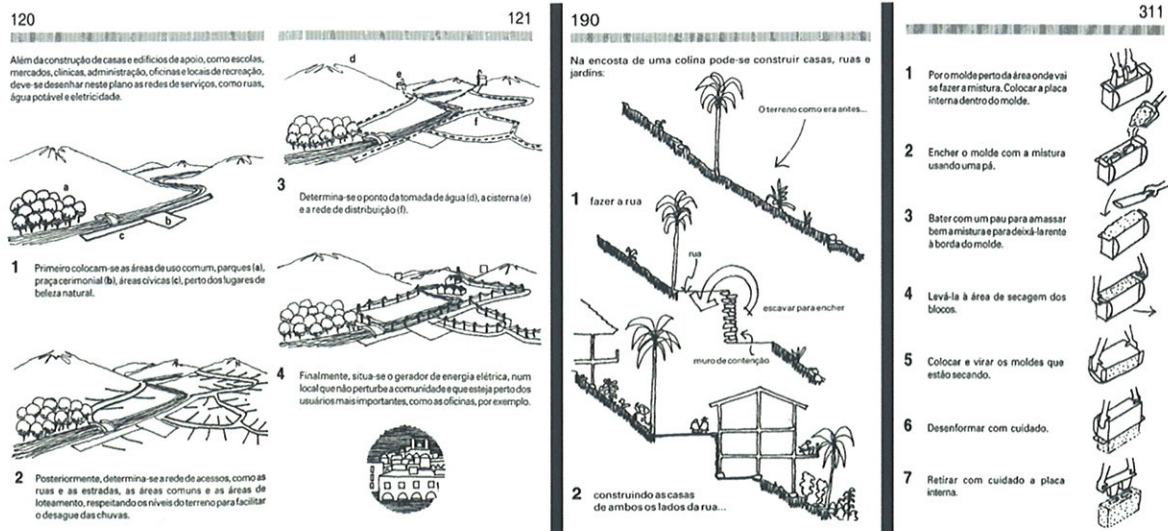 120
Além da construção de casas e edifícios de apoio, como escolas,
mercados, clínicas, administração, oficinas e locais de recreação,
deve-se desenhar neste plano as redes de serviços, como ruas,
água potável e eletricidade.
a
b
c
1 Primeiro colocam-se as áreas de uso comum, parques (a),
praça cerimonial (b), áreas cívicas (c), perto dos lugares de
beleza natural.
2 Posteriormente, determina-se a rede de acessos, como as
ruas e as estradas, as áreas comuns e as áreas de
loteamento, respeitando os níveis do terreno para facilitar
o desague das chuvas.
121
d
e
f
3 Determina-se o ponto da tomada de água (d), a cisterna (e)
e a rede de distribuição (f).
4 Finalmente, situa-se o gerador de energia elétrica, num
local que não perturbe a comunidade e que esteja perto dos
usuários mais importantes, como as oficinas, por exemplo.
190
Na encosta de uma colina pode-se construir casas, ruas e
jardins:
O terreno como era antes...
1 fazer a rua
rua
escavar para encher
muro de contenção
2 construindo as casas
de ambos os lados da rua...
311
1 Por o molde perto da área onde vai
se fazer a mistura. Colocar a placa
interna dentro do molde.
2 Encher o molde com a mistura
usando uma pá.
3 Bater com um pau para amassar
bem a mistura e para deixá-la rente
à borda do molde.
4 Levá-la à área de secagem dos
blocos.
5 Colocar e virar os moldes que
estão secando.
6 Desenformar com cuidado.
7 Retirar com cuidado a placa
interna.